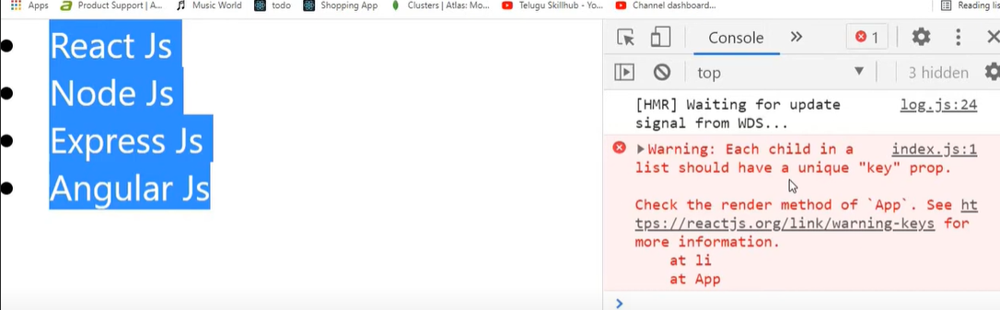 Apps Product Support | A... Music World todo Shopping App Clusters | Atlas: Mo... Telugu Skillhub - Yo... Channel dashboard... Reading lis
React Js
Node Js
Express Js
Angular Js
Console 1
top 3 hidden
[HMR] Waiting for update log.js:24
signal from WDS...
Warning: Each child in a index.js:1
list should have a unique "key" prop.
Check the render method of `App`. See ht
tps://reactjs.org/link/warning-keys for
more information.
at li
at App